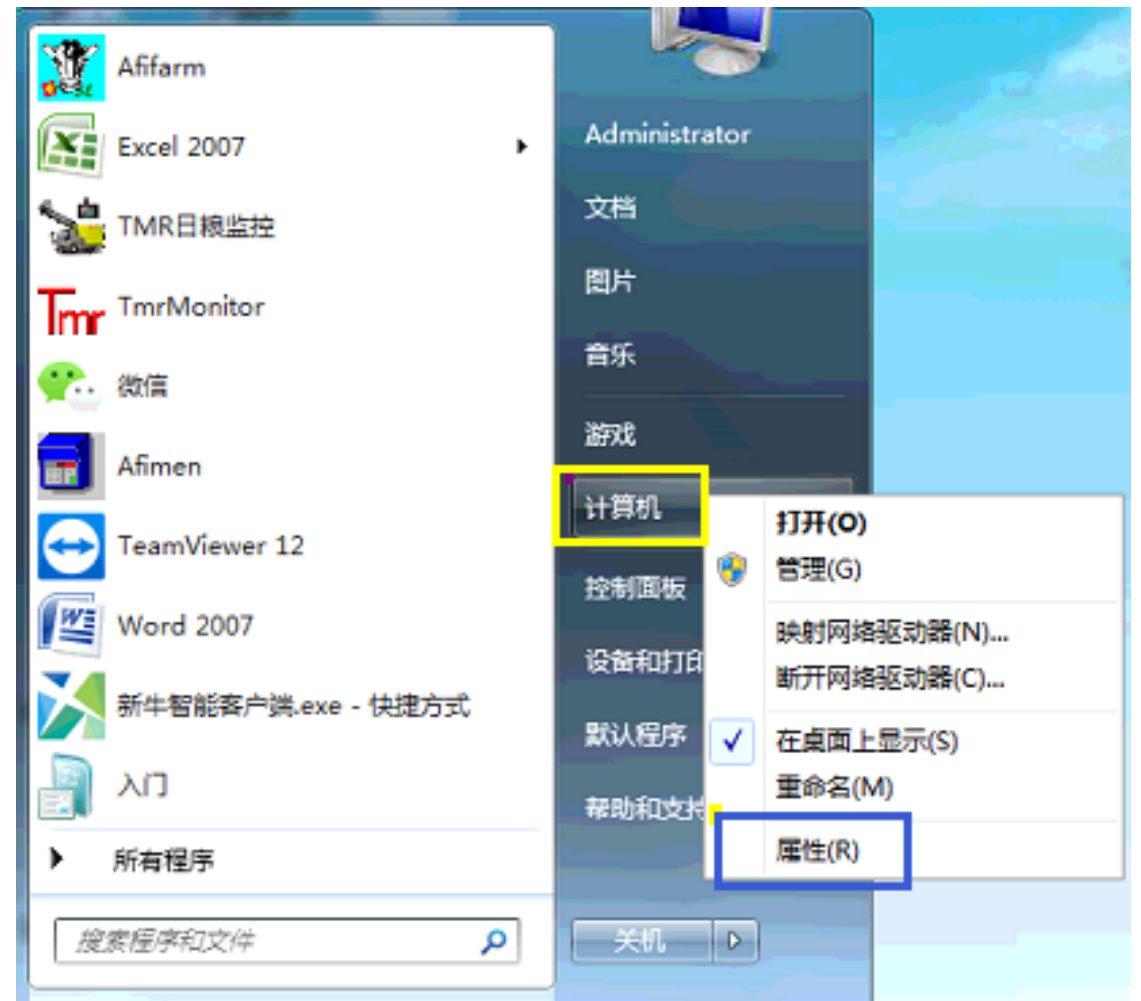 Afifarm
Excel 2007
TMR日粮监控
Tmr TmrMonitor
微信
Afimen
TeamViewer 12
Word 2007
新牛智能客户端.exe - 快捷方式
入门
所有程序
搜索程序和文件
Administrator
文档
图片
音乐
游戏
计算机
控制面板
设备和打印
默认程序
帮助和支持
关机
打开(O)
管理(G)
映射网络驱动器(N)...
断开网络驱动器(C)...
在桌面上显示(S)
重命名(M)
属性(R)